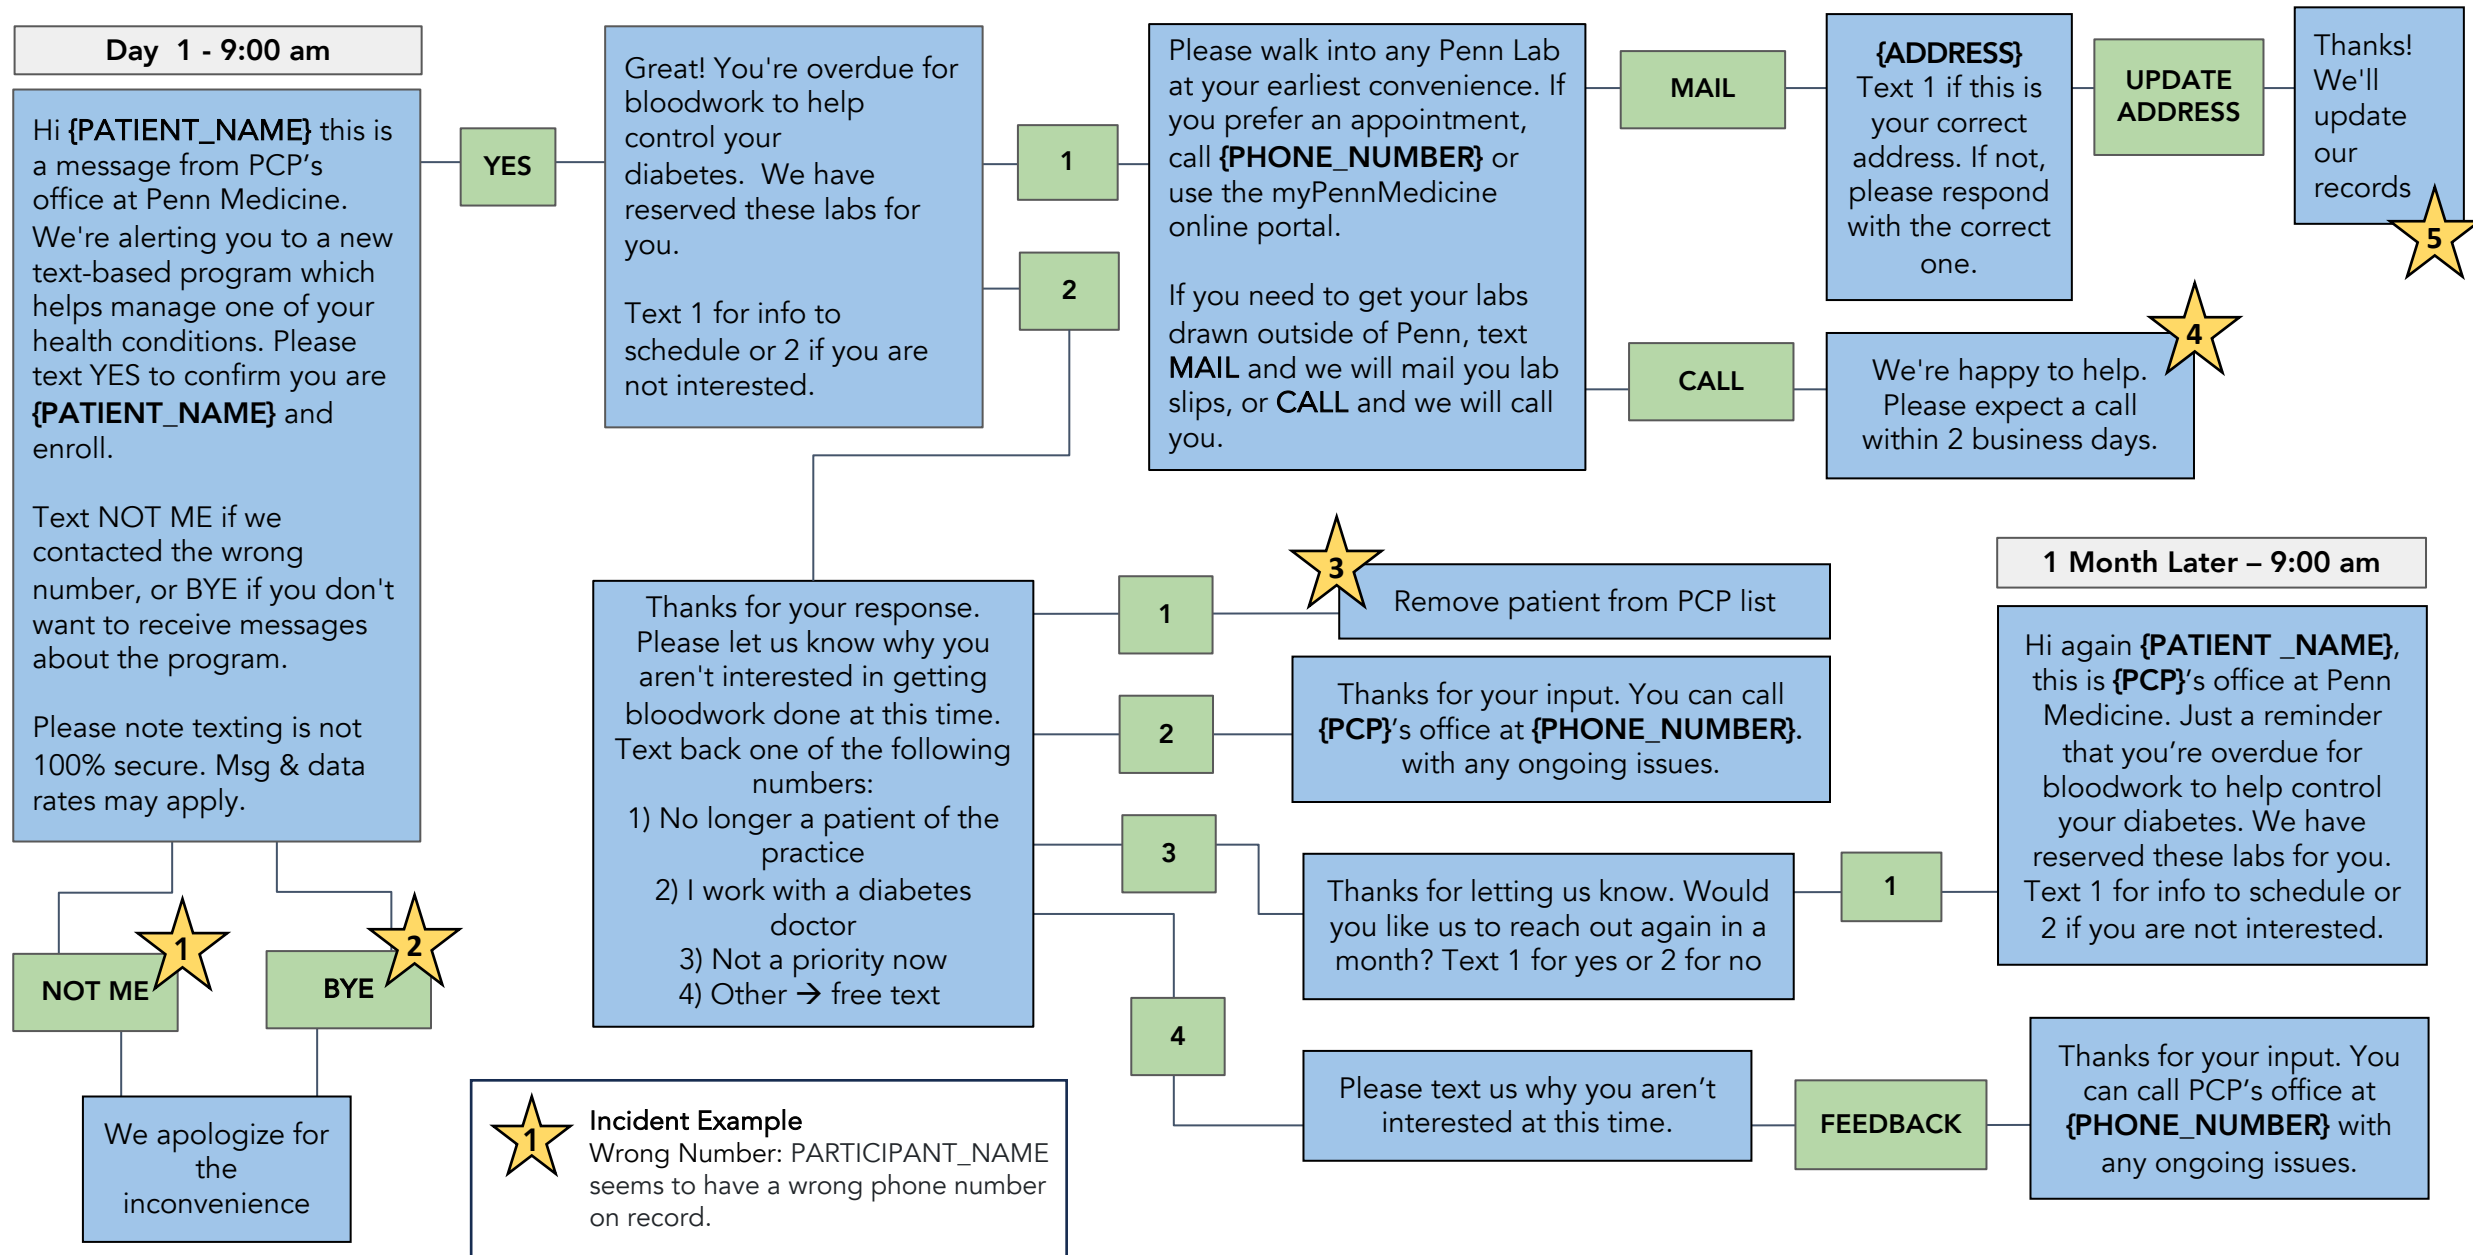 Day 1 - 9:00 am
Hi {PATIENT_NAME} this is
a message from PCP's
office at Penn Medicine.
We're alerting you to a new
text-based program which
helps manage one of your
health conditions. Please
text YES to confirm you are
{PATIENT_NAME} and
enroll.
Text NOT ME if we
contacted the wrong
number, or BYE if you don't
want to receive messages
about the program.
Please note texting is not
100% secure. Msg & data
rates may apply.
YES
Great! You're overdue for
bloodwork to help
control your
diabetes. We have
reserved these labs for
you.
Text 1 for info to
schedule or 2 if you are
not interested.
1
2
Please walk into any Penn Lab
at your earliest convenience. If
you prefer an appointment,
call {PHONE_NUMBER} or
use the myPennMedicine
online portal.
If you need to get your labs
drawn outside of Penn, text
MAIL and we will mail you lab
slips, or CALL and we will call
you.
MAIL
{ADDRESS}
Text 1 if this is
your correct
address. If not,
please respond
with the correct
one.
UPDATE
ADDRESS
Thanks!
We'll
update
our
records
5
CALL
We're happy to help.
Please expect a call
within 2 business days.
4
Thanks for your response.
Please let us know why you
aren't interested in getting
bloodwork done at this time.
Text back one of the following
numbers:
1) No longer a patient of the
practice
2) I work with a diabetes
doctor
3) Not a priority now
4) Other → free text
1
3
Remove patient from PCP list
2
Thanks for your input. You can call
{PCP}'s office at {PHONE_NUMBER}.
with any ongoing issues.
3
Thanks for letting us know. Would
you like us to reach out again in a
month? Text 1 for yes or 2 for no
1
1 Month Later – 9:00 am
Hi again {PATIENT _NAME},
this is {PCP}'s office at Penn
Medicine. Just a reminder
that you're overdue for
bloodwork to help control
your diabetes. We have
reserved these labs for you.
Text 1 for info to schedule or
2 if you are not interested.
4
Please text us why you aren't
interested at this time.
FEEDBACK
Thanks for your input. You
can call PCP's office at
{PHONE_NUMBER} with
any ongoing issues.
NOT ME
1
BYE
2
We apologize for
the
inconvenience
1
Incident Example
Wrong Number: PARTICIPANT_NAME
seems to have a wrong phone number
on record.